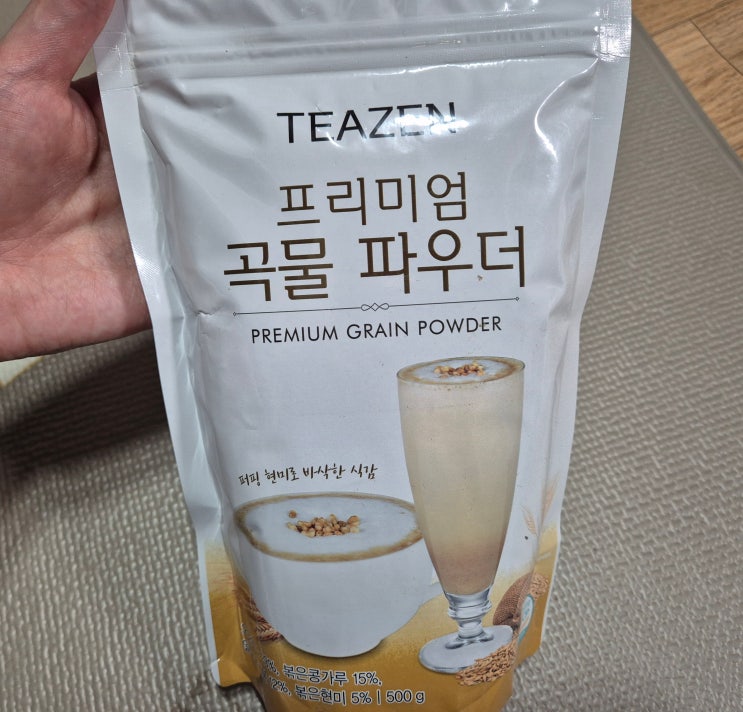 TEAZEN
프리미엄
곡물 파우더
PREMIUM GRAIN POWDER
퍼핑 현미로 바삭한 식감
볶은콩가루 15%,
볶은현미 5% | 500 g